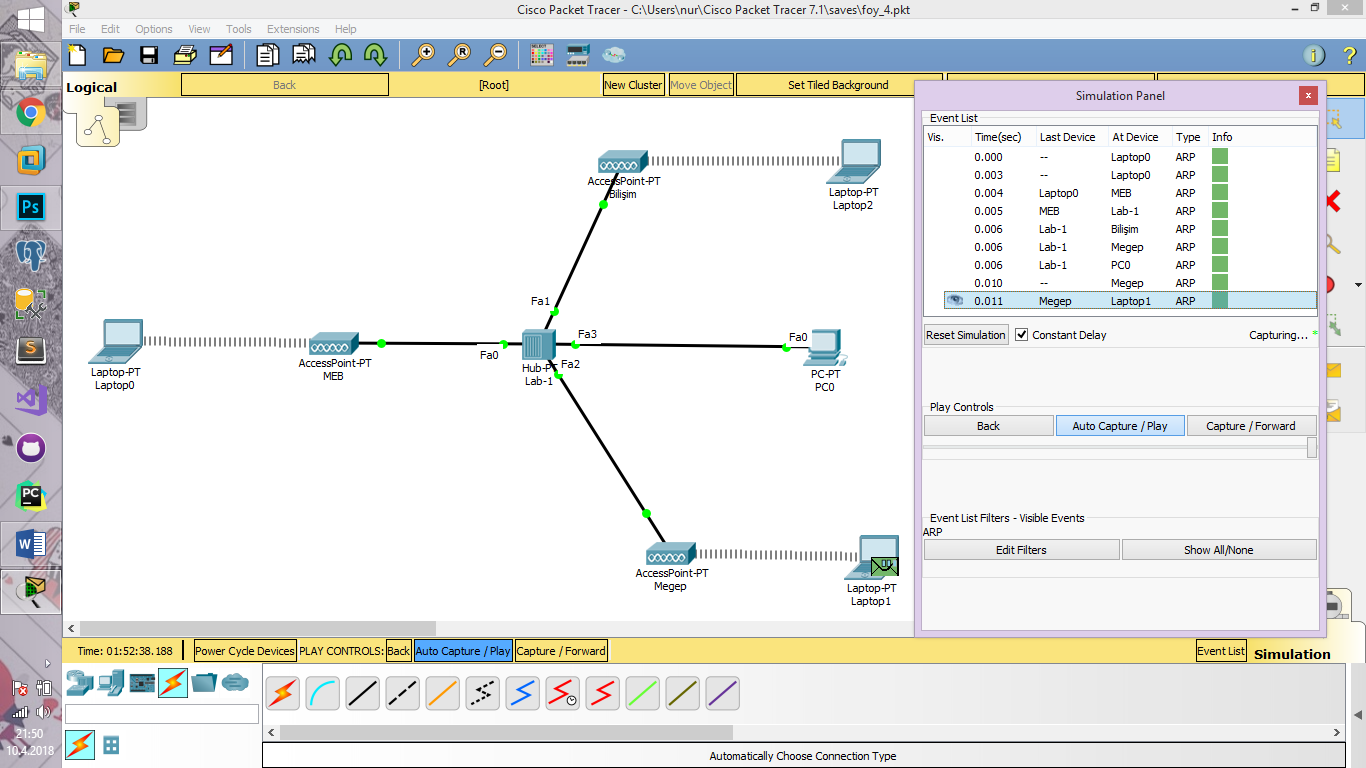 Cisco Packet Tracer - C:\Users\nur\Cisco Packet Tracer 7.1\saves\foy_4.pkt
File Edit Options View Tools Extensions Help
Logical Back [Root] New Cluster Move Object Set Tiled Background
Simulation Panel
Event List
Vis. Time(sec) Last Device At Device Type Info
0.000 -- Laptop0 ARP
0.003 -- Laptop0 ARP
0.004 Laptop0 MEB ARP
0.005 MEB Lab-1 ARP
0.006 Lab-1 Bilişim ARP
0.006 Lab-1 Megep ARP
0.006 Lab-1 PC0 ARP
0.010 -- Megep ARP
0.011 Megep Laptop1 ARP
Reset Simulation Constant Delay Capturing... *
Play Controls
Back Auto Capture / Play Capture / Forward
Event List Filters - Visible Events
ARP
Edit Filters Show All/None
AccessPoint-PT
Bilişim
Laptop-PT
Laptop2
Fa1
Fa3
Fa0
Fa0
Fa2
Laptop-PT
Laptop0
AccessPoint-PT
MEB
Hub-PT
Lab-1
PC-PT
PC0
AccessPoint-PT
Megep
Laptop-PT
Laptop1
Time: 01:52:38.188 Power Cycle Devices PLAY CONTROLS: Back Auto Capture / Play Capture / Forward Event List Simulation
Automatically Choose Connection Type
Ps
S
PC
W
21:50
10.4.2018